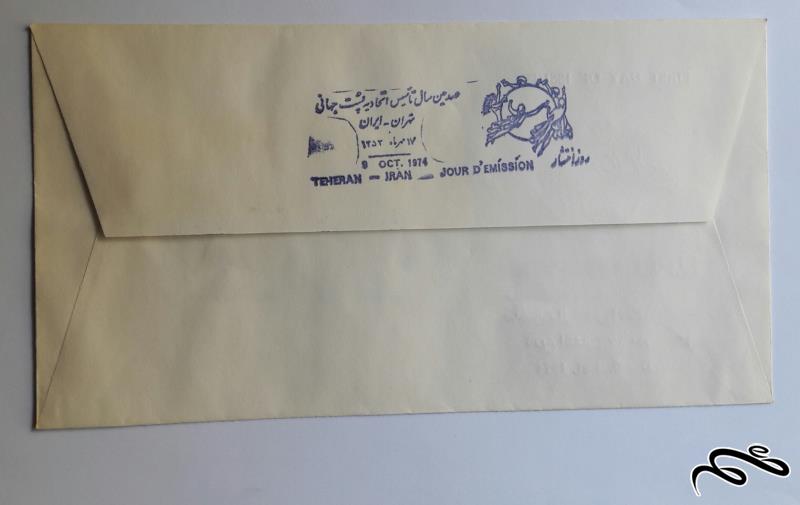 صدمین سال تأسیس اتحادیه پست جهانی
تهران - ایران
۱۷ مهرماه ۱۳۵۳
9 OCT. 1974
TEHERAN - IRAN - JOUR D'EMISSION روز انتشار